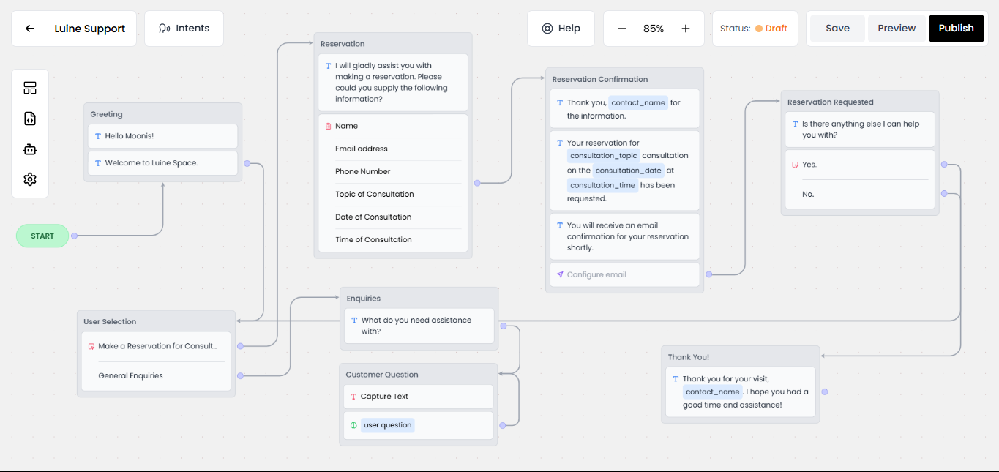 Luine Support
Intents
Help
85%
Status: Draft
Save
Preview
Publish
Greeting
Hello Moonis!
Welcome to Luine Space.
START
User Selection
Make a Reservation for Consult...
General Enquiries
Reservation
I will gladly assist you with
making a reservation. Please
could you supply the following
information?
Name
Email address
Phone Number
Topic of Consultation
Date of Consultation
Time of Consultation
Enquiries
What do you need assistance
with?
Customer Question
Capture Text
user question
Reservation Confirmation
Thank you, contact_name for
the information.
Your reservation for
consultation_topic consultation
on the consultation_date at
consultation_time has been
requested.
You will receive an email
confirmation for your reservation
shortly.
Configure email
Reservation Requested
Is there anything else I can help
you with?
Yes.
No.
Thank You!
Thank you for your visit,
contact_name . I hope you had a
good time and assistance!